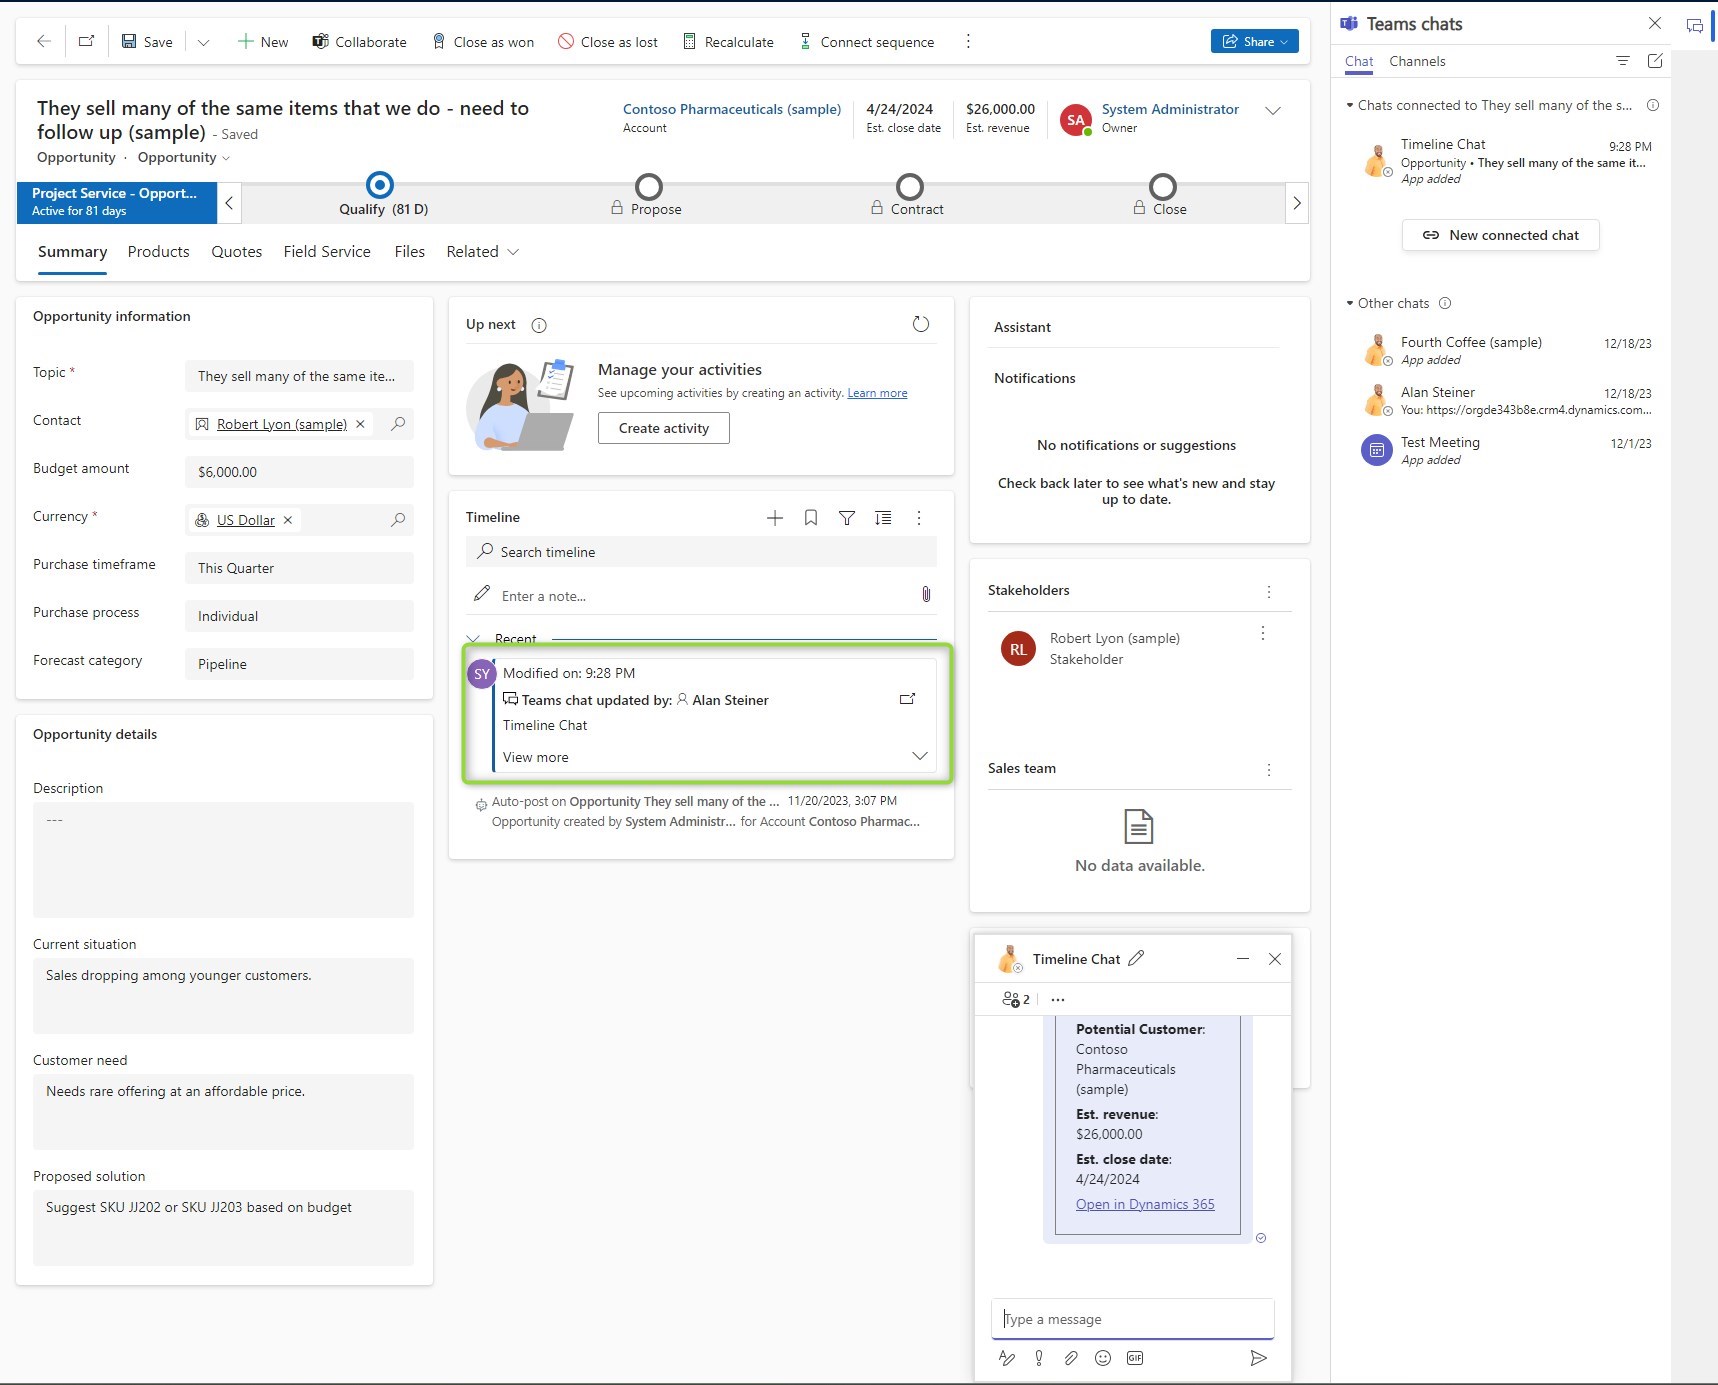 Save
New
Collaborate
Close as won
Close as lost
Recalculate
Connect sequence
Share
They sell many of the same items that we do - need to
follow up (sample) - Saved
Opportunity · Opportunity
Contoso Pharmaceuticals (sample)
Account
4/24/2024
Est. close date
$26,000.00
Est. revenue
SA
System Administrator
Owner
Project Service - Opport...
Active for 81 days
Qualify (81 D)
Propose
Contract
Close
Summary
Products
Quotes
Field Service
Files
Related
Opportunity information
Topic *
They sell many of the same ite...
Contact
Robert Lyon (sample)
Budget amount
$6,000.00
Currency *
US Dollar
Purchase timeframe
This Quarter
Purchase process
Individual
Forecast category
Pipeline
Opportunity details
Description
---
Current situation
Sales dropping among younger customers.
Customer need
Needs rare offering at an affordable price.
Proposed solution
Suggest SKU JJ202 or SKU JJ203 based on budget
Up next
Manage your activities
See upcoming activities by creating an activity. Learn more
Create activity
Timeline
Search timeline
Enter a note...
Recent
SY
Modified on: 9:28 PM
Teams chat updated by: Alan Steiner
Timeline Chat
View more
Auto-post on Opportunity They sell many of the ... 11/20/2023, 3:07 PM
Opportunity created by System Administr... for Account Contoso Pharmac...
Assistant
Notifications
No notifications or suggestions
Check back later to see what's new and stay
up to date.
Stakeholders
RL
Robert Lyon (sample)
Stakeholder
Sales team
No data available.
Timeline Chat
2
Potential Customer:
Contoso
Pharmaceuticals
(sample)
Est. revenue:
$26,000.00
Est. close date:
4/24/2024
Open in Dynamics 365
Type a message
GIF
Teams chats
Chat
Channels
Chats connected to They sell many of the s...
Timeline Chat
9:28 PM
Opportunity • They sell many of the same it...
App added
New connected chat
Other chats
Fourth Coffee (sample)
12/18/23
App added
Alan Steiner
12/18/23
You: https://orgde343b8e.crm4.dynamics.com...
Test Meeting
12/1/23
App added